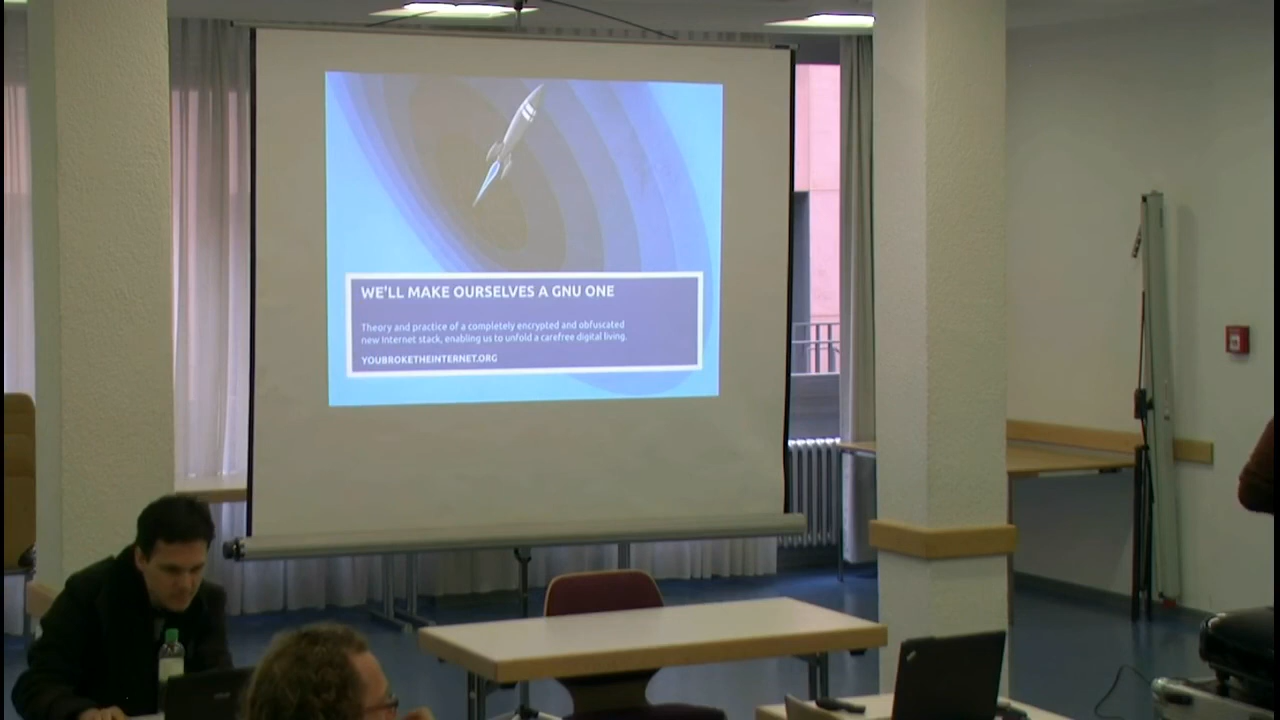 WE'LL MAKE OURSELVES A GNU ONE
Theory and practice of a completely encrypted and obfuscated
new Internet stack, enabling us to unfold a carefree digital living.
YOUBROKETHEINTERNET.ORG